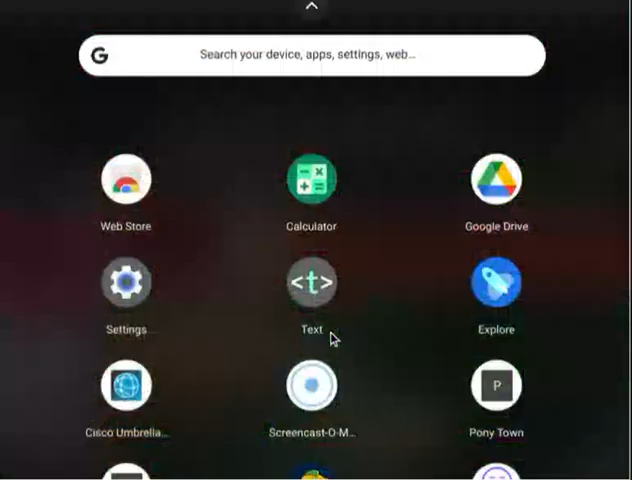 G Search your device, apps, settings, web...
Web Store Calculator Google Drive
<t>
Settings Text Explore
P
Cisco Umbrella... Screencast-O-M... Pony Town